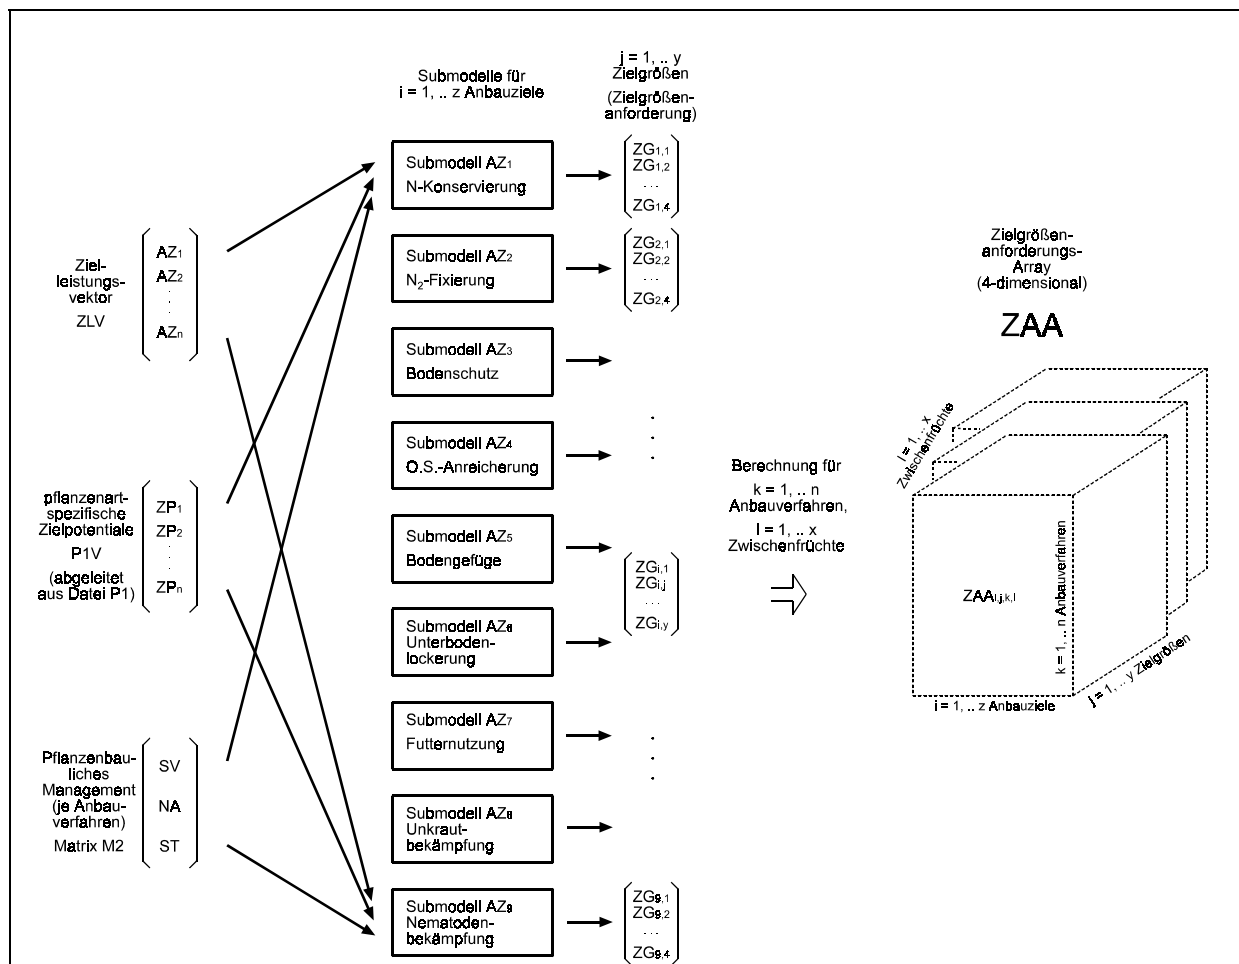 Submodelle für
i = 1, .. z Anbauziele
j = 1, .. y
Zielgrößen
(Zielgrößen-
anforderung)
Ziel-
leistungs-
vektor
ZLV
AZ1
AZ2
.
.
.
AZn
pflanzenart-
spezifische
Zielpotentiale
P1V
(abgeleitet
aus Datei P1)
ZP1
ZP2
.
.
.
ZPn
Pflanzenbau-
liches
Management
(je Anbau-
verfahren)
Matrix M2
SV
NA
ST
Submodell AZ1
N-Konservierung
Submodell AZ2
N2-Fixierung
Submodell AZ3
Bodenschutz
Submodell AZ4
O.S.-Anreicherung
Submodell AZ5
Bodengefüge
Submodell AZ6
Unterboden-
lockerung
Submodell AZ7
Futternutzung
Submodell AZ8
Unkraut-
bekämpfung
Submodell AZ9
Nematoden-
bekämpfung
ZG1,1
ZG1,2
...
ZG1,4
ZG2,1
ZG2,2
...
ZG2,4
.
.
.
ZGi,1
ZGi,j
...
ZGi,y
.
.
.
ZG9,1
ZG9,2
...
ZG9,4
Berechnung für
k = 1, .. n
Anbauverfahren,
l = 1, .. x
Zwischenfrüchte
Zielgrößen-
anforderungs-
Array
(4-dimensional)
ZAA
l = 1, .. x
Zwischenfrüchte
ZAAi,j,k,l
k = 1, .. n Anbauverfahren
i = 1, .. z Anbauziele
j = 1, .. y Zielgrößen